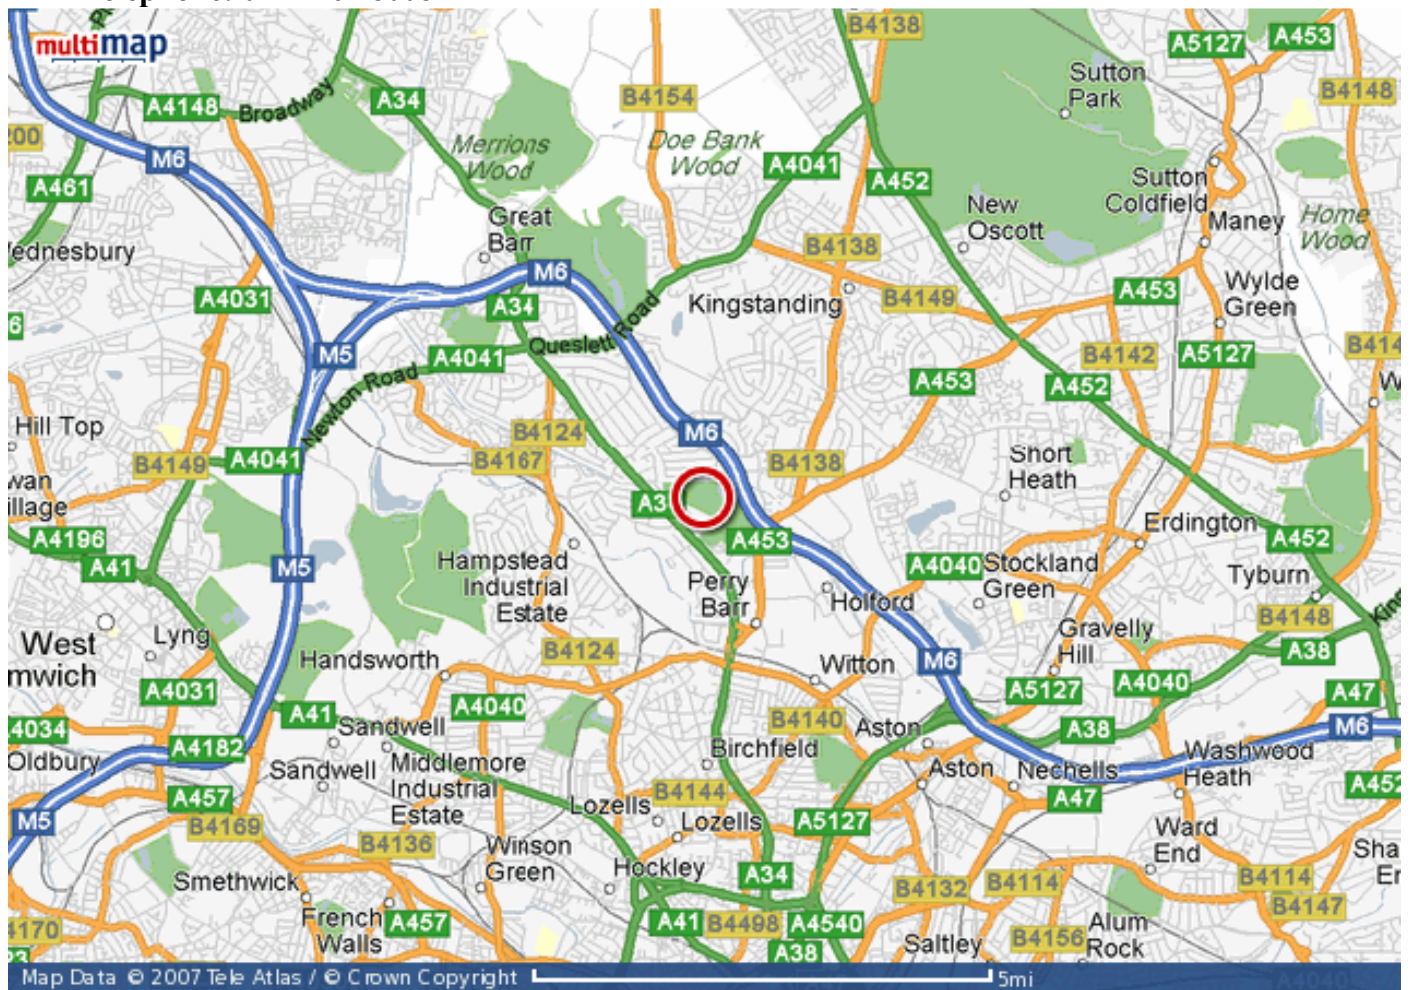 B4138
A5127
A453
multimap
Sutton
Park
A4148
Broadway
A34
B4154
B4148
Merrions
Wood
Doe Bank
Wood
A4041
M6
A452
A461
Sutton
Coldfield
New
Oscott
Maney
Home
Wood
Great
Barr
B4138
M6
Wylde
Green
A4031
A34
Kingstanding
B4149
A453
Queslett Road
M5
A4041
B4142
A5127
Newton Road
A453
A452
Hill Top
B4124
M6
B4149
A4041
B4167
B4138
Short
Heath
A453
Erdington
A4196
A41
M5
Hampstead
Industrial
Estate
A452
A4040
Stockland
Green
Tyburn
Perry
Barr
Holford
B4148
West
Lyng
Gravelly
Hill
Handsworth
B4124
Witton
M6
A38
A4031
A41
A4040
A5127
A4040
A47
Sandwell
B4140
Aston
A38
M6
A4182
Oldbury
Birchfield
Washwood
Heath
Sandwell
Middlemore
Industrial
Estate
Aston
Nechells
A457
B4144
A47
M5
B4169
Lozells
Lozells
A5127
Ward
End
B4136
Winson
Green
Hockley
A34
Smethwick
B4132
B4114
B4114
B4147
French
Walls
A457
A41
B4498
A4540
Alum
Rock
B4156
A38
Saltley
Map Data © 2007 Tele Atlas / © Crown Copyright
5mi
A4040